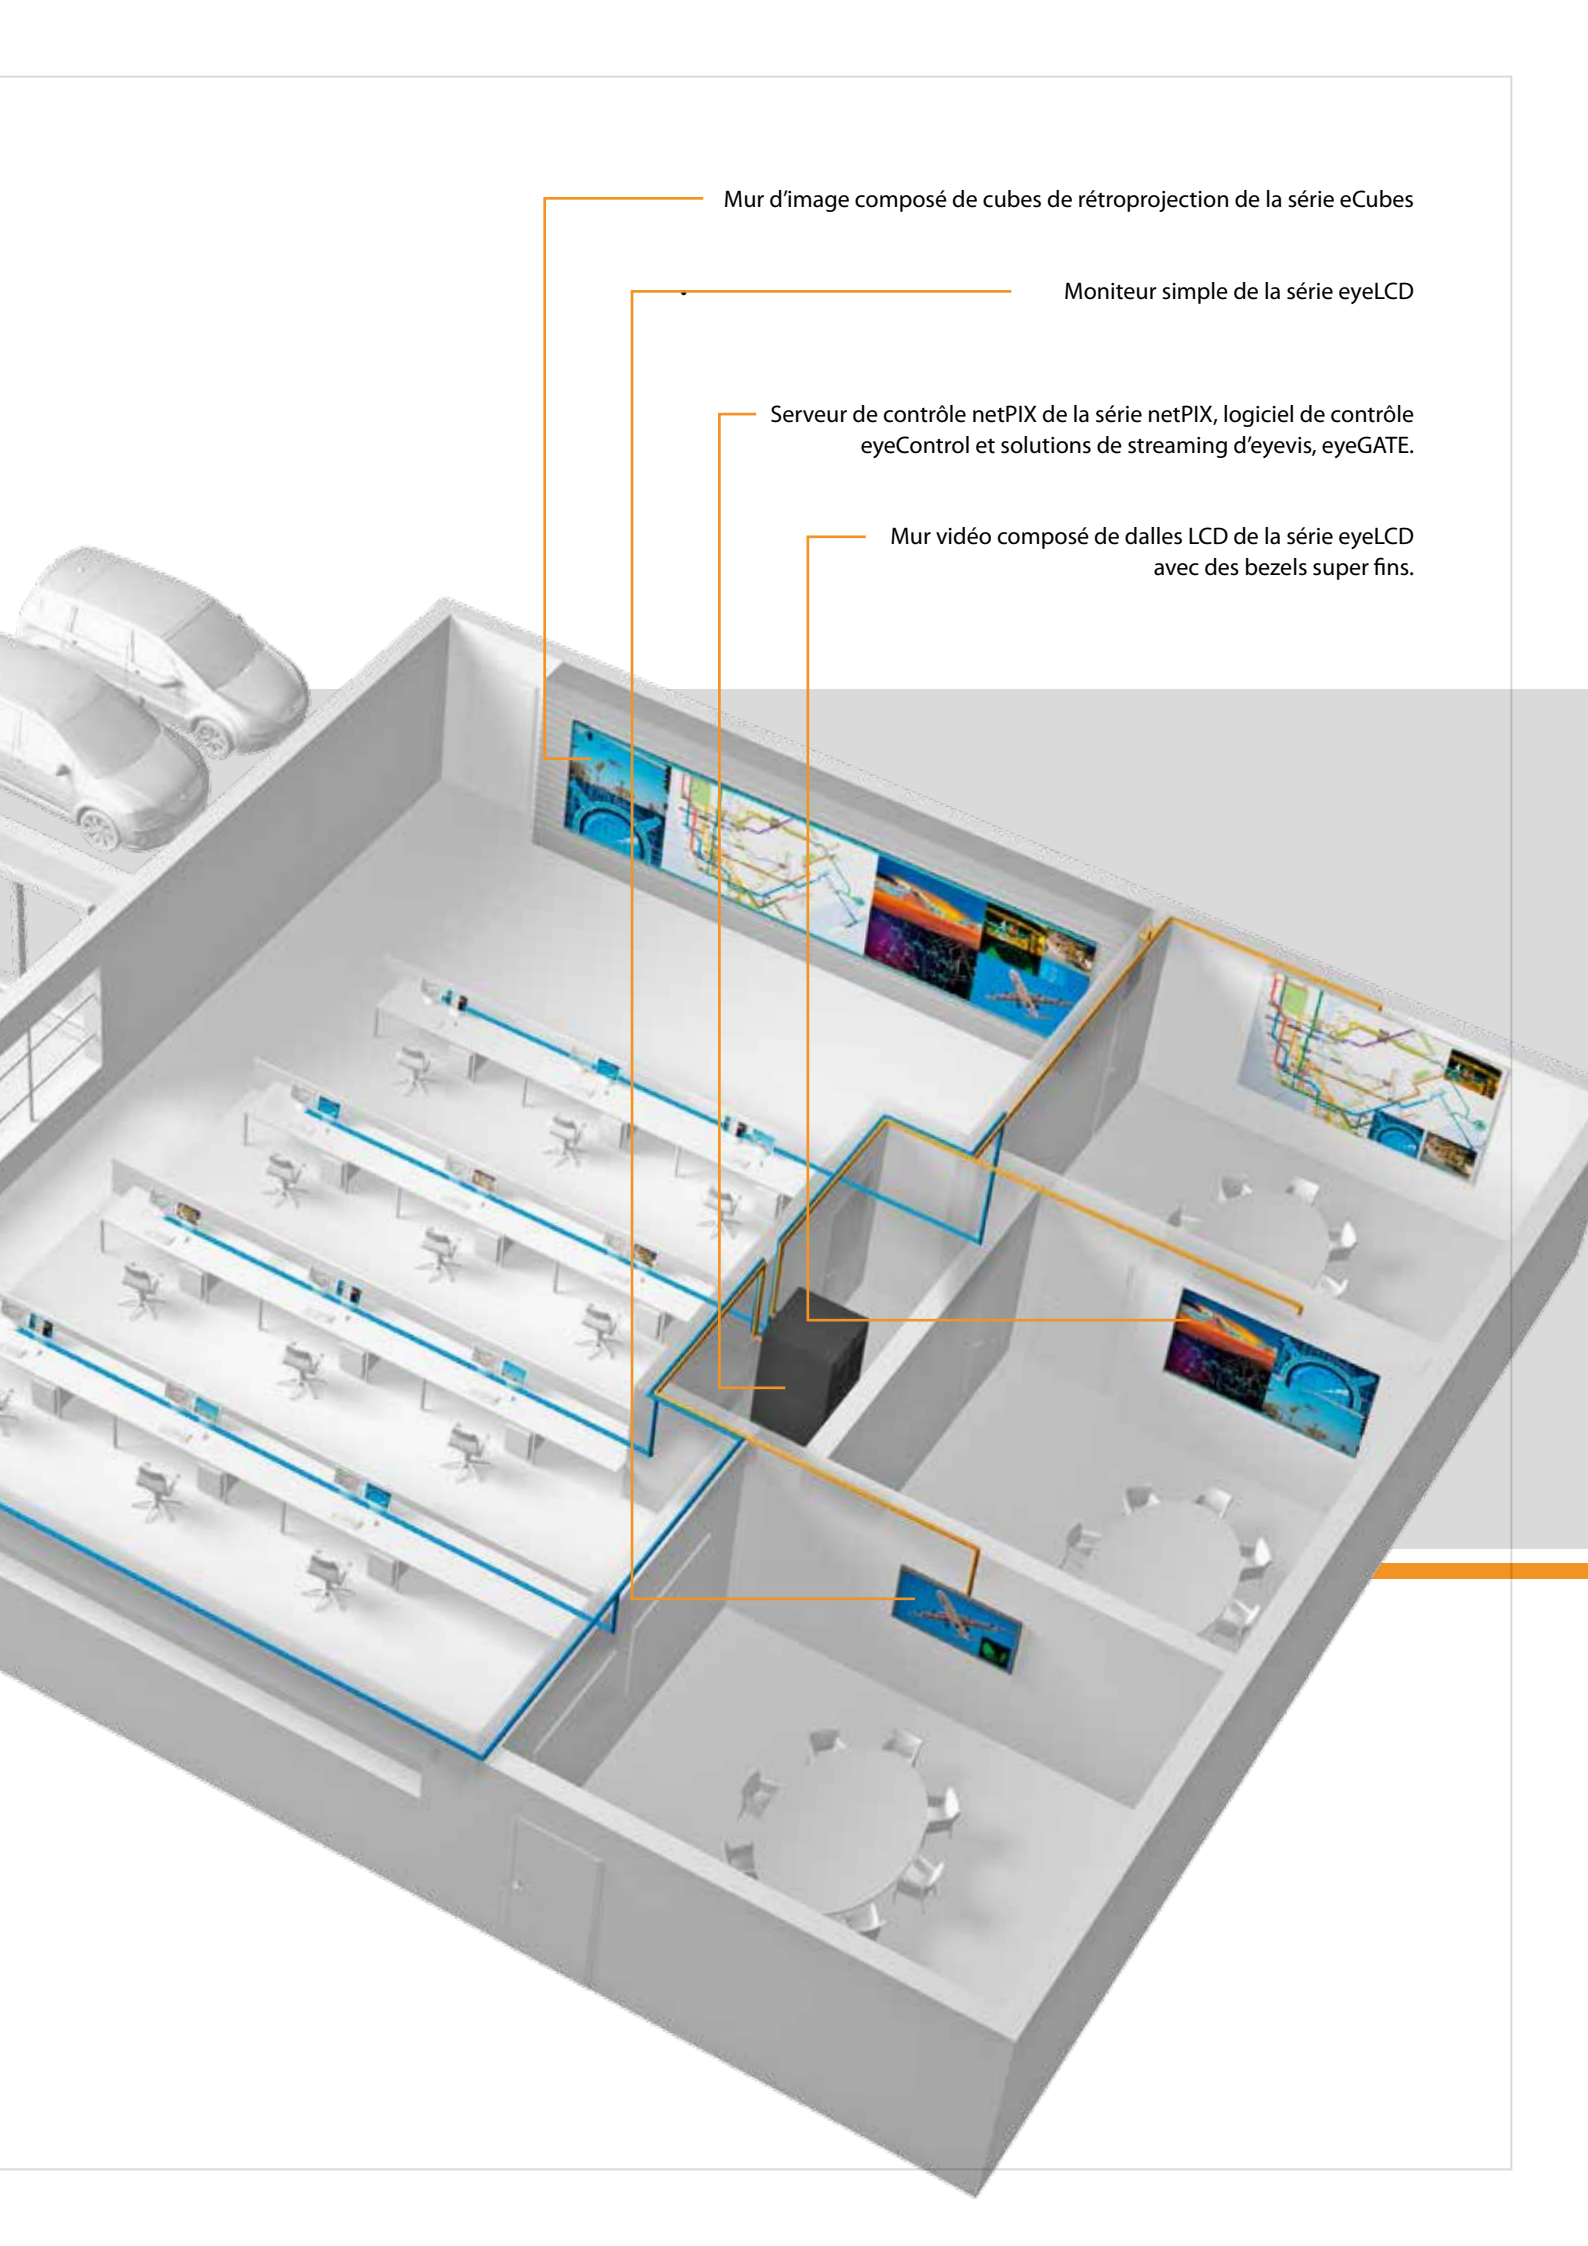 Mur d’image composé de cubes de rétroprojection de la série eCubes
Moniteur simple de la série eyeLCD
Serveur de contrôle netPIX de la série netPIX, logiciel de contrôle
eyeControl et solutions de streaming d’eyevis, eyeGATE.
Mur vidéo composé de dalles LCD de la série eyeLCD
avec des bezels super fins.